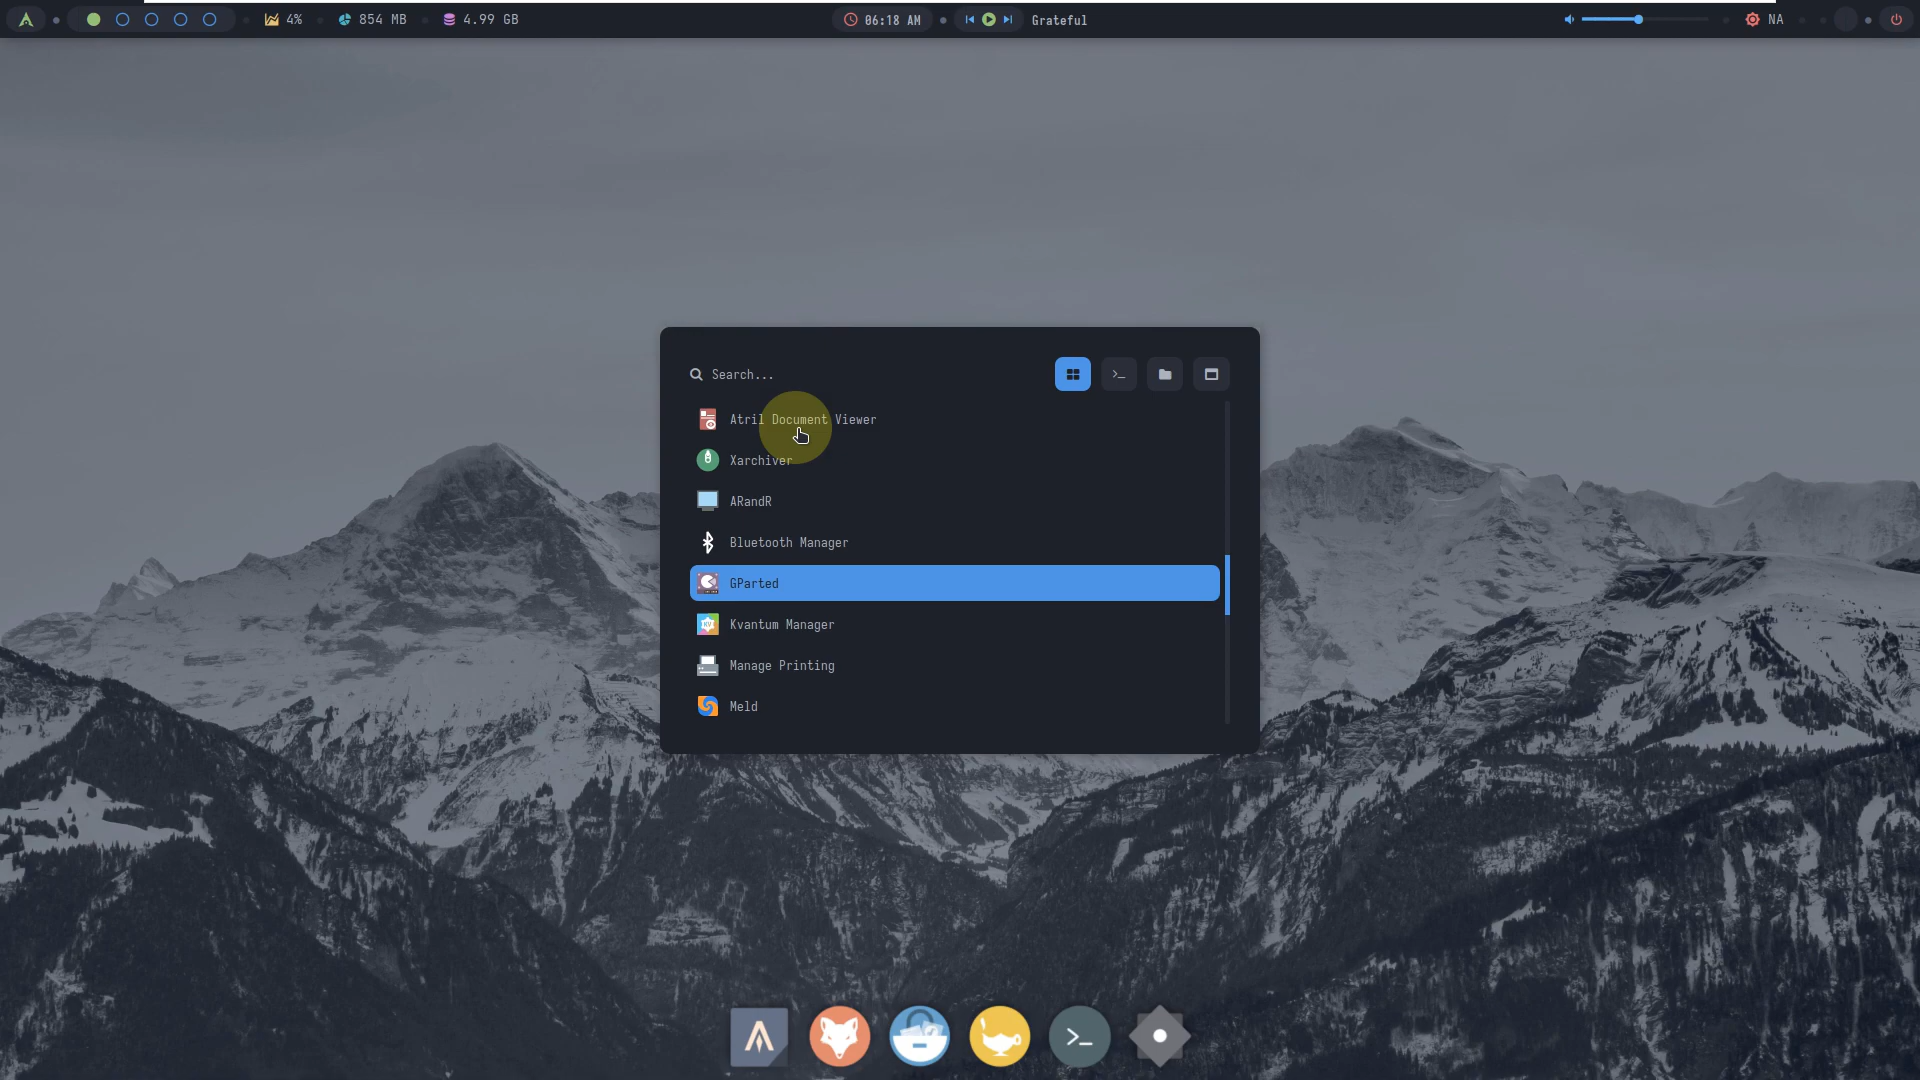 4%
854 MB
4.99 GB
06:18 AM
Grateful
NA
Search...
Atril Document Viewer
Xarchiver
ARandR
Bluetooth Manager
GParted
Kvantum Manager
Manage Printing
Meld